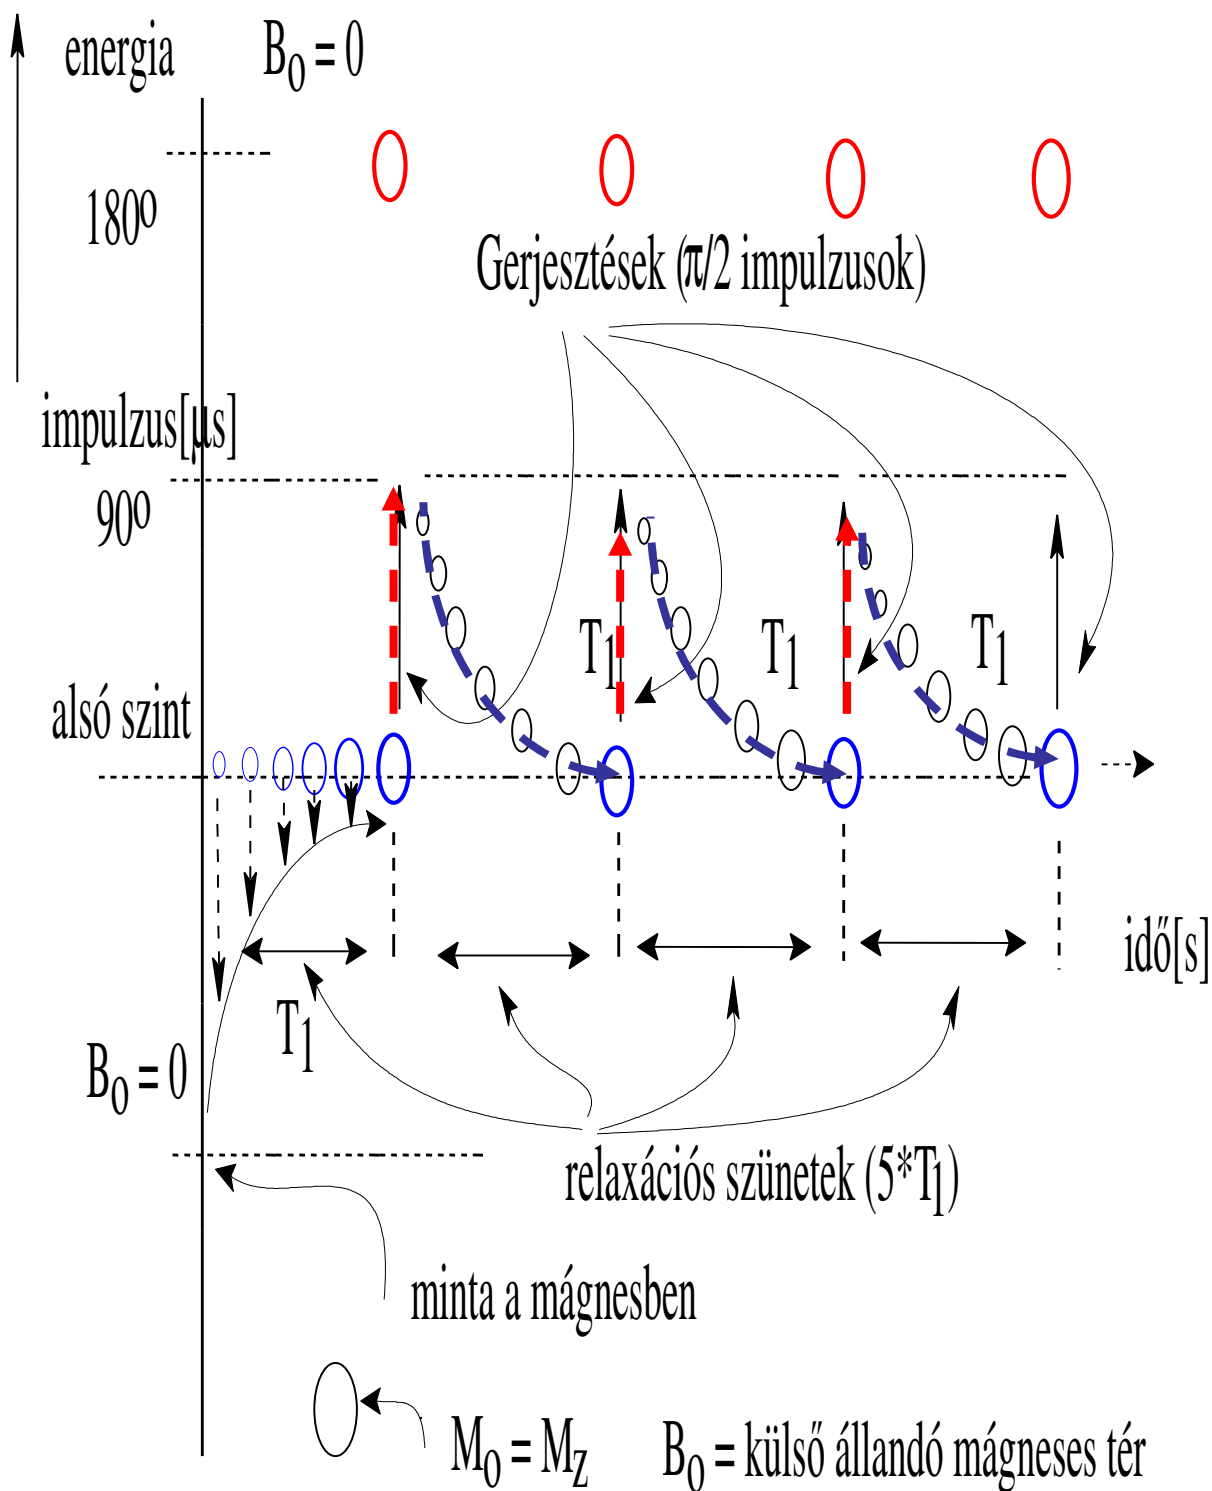 energia B₀ = 0
180º
Gerjesztések (π/2 impulzusok)
impulzus[μs]
90º
T₁ T₁ T₁
alsó szint
idő[s]
T₁
B₀ = 0
relaxációs szünetek (5*T₁)
minta a mágnesben
M₀ = M_Z B₀ = külső állandó mágneses tér